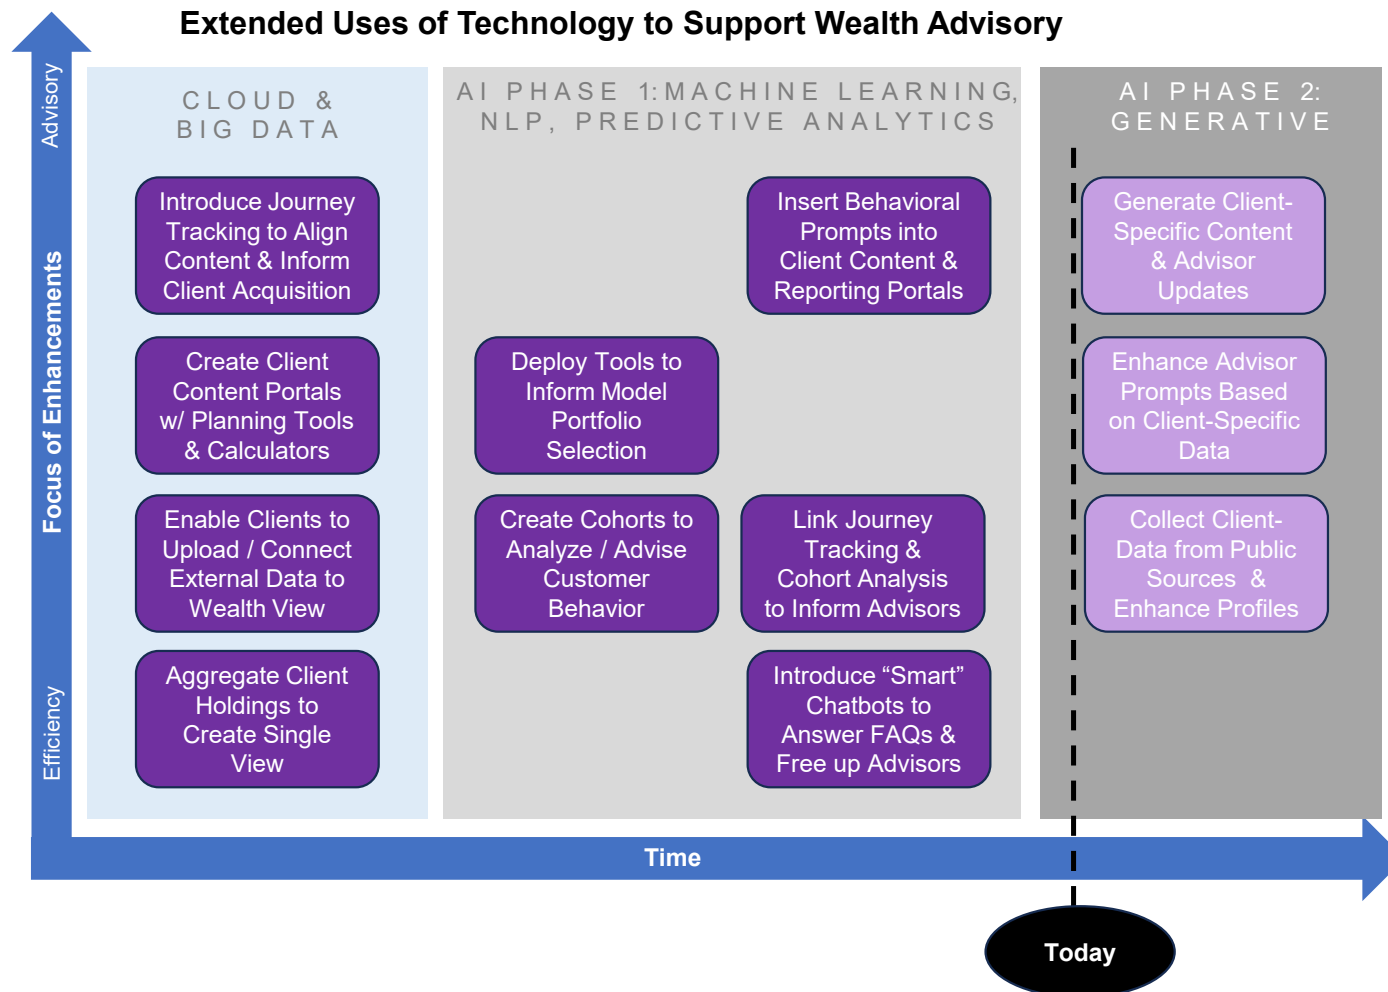 Extended Uses of Technology to Support Wealth Advisory
Advisory
Focus of Enhancements
Efficiency
CLOUD &
BIG DATA
Introduce Journey
Tracking to Align
Content & Inform
Client Acquisition
Create Client
Content Portals
w/ Planning Tools
& Calculators
Enable Clients to
Upload / Connect
External Data to
Wealth View
Aggregate Client
Holdings to
Create Single
View
AI PHASE 1: MACHINE LEARNING,
NLP, PREDICTIVE ANALYTICS
Deploy Tools to
Inform Model
Portfolio
Selection
Create Cohorts to
Analyze / Advise
Customer
Behavior
Insert Behavioral
Prompts into
Client Content &
Reporting Portals
Link Journey
Tracking &
Cohort Analysis
to Inform Advisors
Introduce “Smart”
Chatbots to
Answer FAQs &
Free up Advisors
AI PHASE 2:
GENERATIVE
Generate Client-
Specific Content
& Advisor
Updates
Enhance Advisor
Prompts Based
on Client-Specific
Data
Collect Client-
Data from Public
Sources &
Enhance Profiles
Time
Today